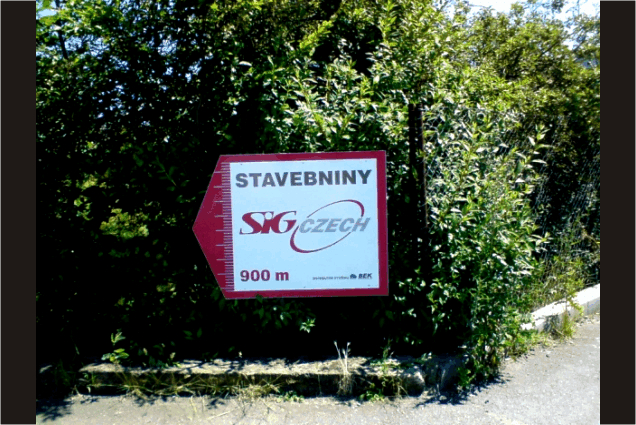 STAVEBNINY
SIG CZECH
900 m
BEK